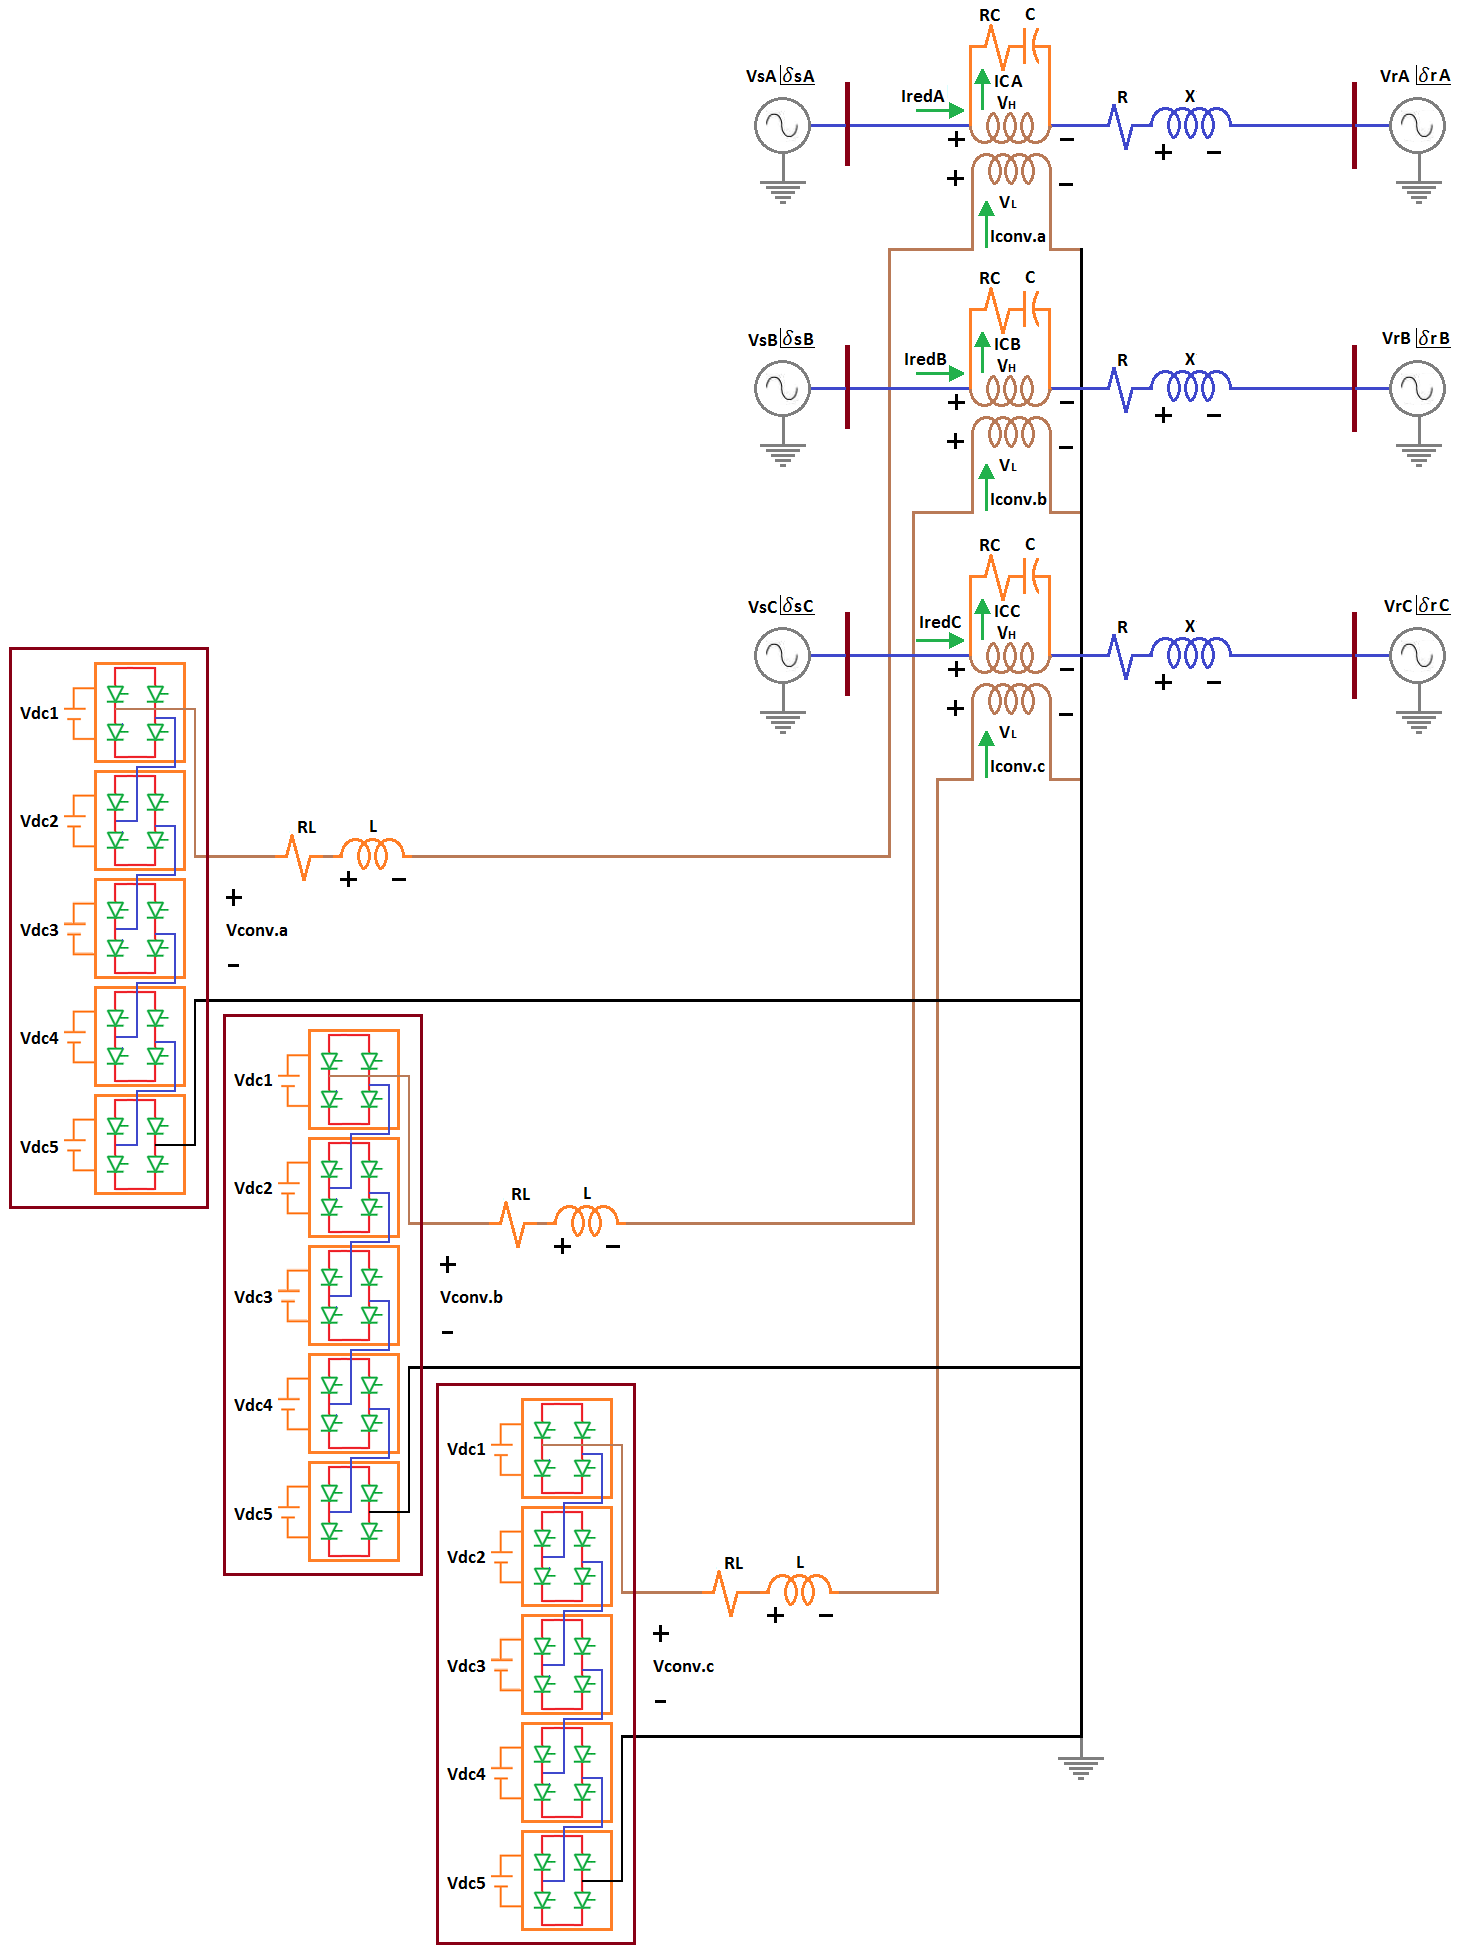 RC C
VsA δsA
IredA
ICA
VH
R X
VrA δrA
+ −
+ −
+ −
VL
Iconv.a
RC C
VsB δsB
IredB
ICB
VH
R X
VrB δrB
+ −
+ −
+ −
VL
Iconv.b
RC C
VsC δsC
IredC
ICC
VH
R X
VrC δrC
+ −
+ −
+ −
VL
Iconv.c
Vdc1
Vdc2
Vdc3
Vdc4
Vdc5
RL L
+ −
+
Vconv.a
−
Vdc1
Vdc2
Vdc3
Vdc4
Vdc5
RL L
+ −
+
Vconv.b
−
Vdc1
Vdc2
Vdc3
Vdc4
Vdc5
RL L
+ −
+
Vconv.c
−